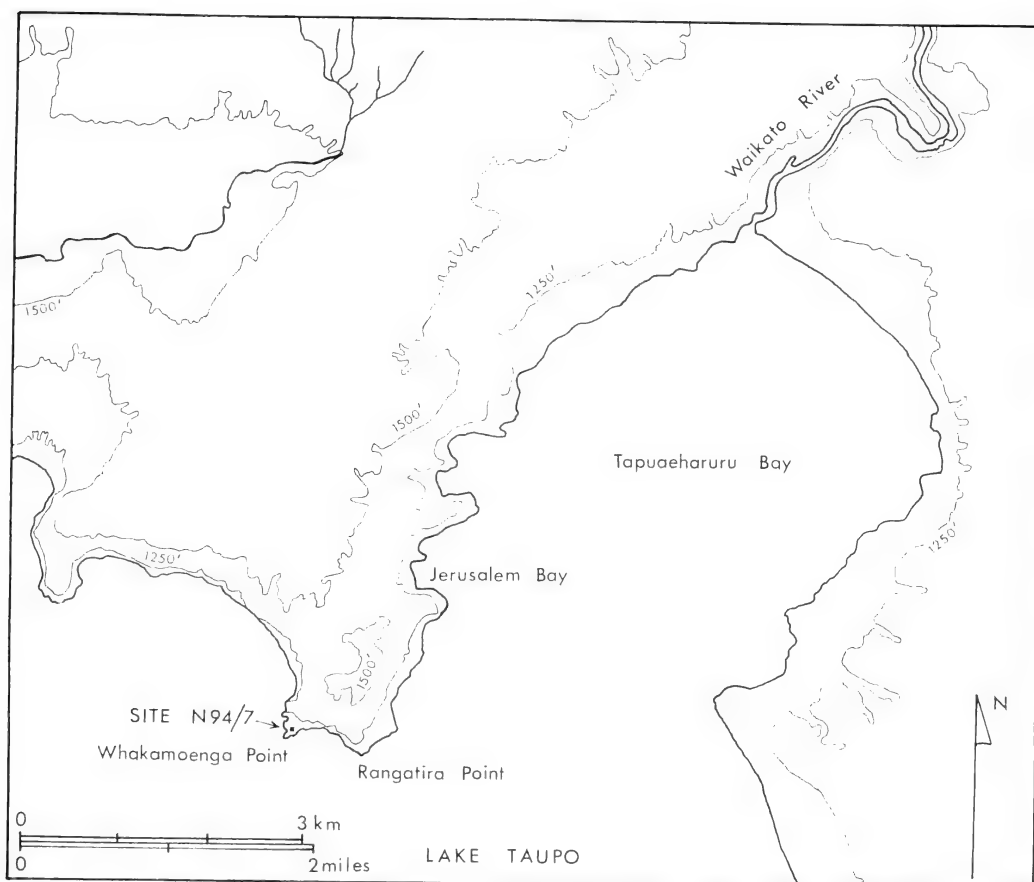 Waikato River
1250'
1500'
1500'
Tapuaeharuru Bay
1250'
1250'
Jerusalem Bay
1500'
SITE N94/7
Whakamoenga Point
Rangatira Point
N
0 3 km
0 2 miles
LAKE TAUPO